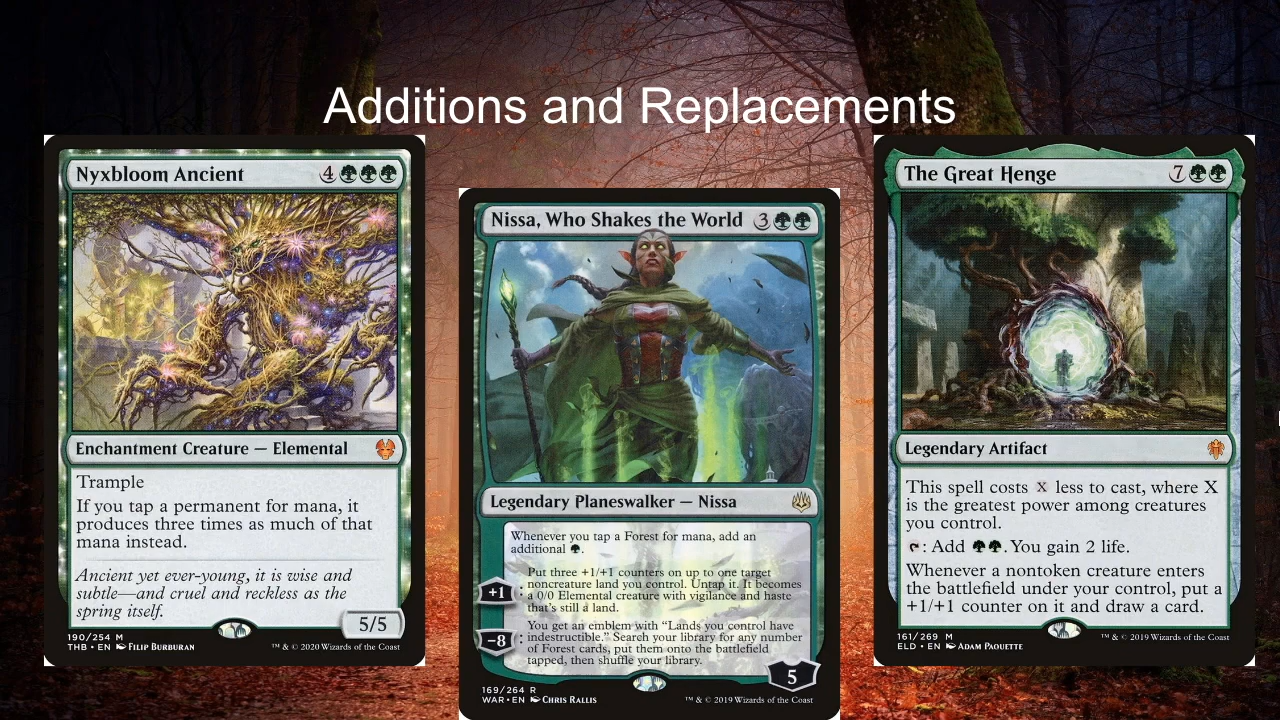 Additions and Replacements
Nyxbloom Ancient 4
Enchantment Creature — Elemental
Trample
If you tap a permanent for mana, it
produces three times as much of that
mana instead.
Ancient yet ever-young, it is wise and
subtle—and cruel and reckless as the
spring itself.
5/5
190/254 M
THB • EN Filip Burburan
™ & © 2020 Wizards of the Coast
Nissa, Who Shakes the World 3
Legendary Planeswalker — Nissa
Whenever you tap a Forest for mana, add an
additional .
+1 : Put three +1/+1 counters on up to one target
noncreature land you control. Untap it. It becomes
a 0/0 Elemental creature with vigilance and haste
that's still a land.
−8 : You get an emblem with “Lands you control have
indestructible.” Search your library for any number
of Forest cards, put them onto the battlefield
tapped, then shuffle your library.
5
169/264 R
WAR • EN Chris Rallis
™ & © 2019 Wizards of the Coast
The Great Henge 7
Legendary Artifact
This spell costs X less to cast, where X
is the greatest power among creatures
you control.
: Add . You gain 2 life.
Whenever a nontoken creature enters
the battlefield under your control, put a
+1/+1 counter on it and draw a card.
161/269 M
ELD • EN Adam Paquette
™ & © 2019 Wizards of the Coast